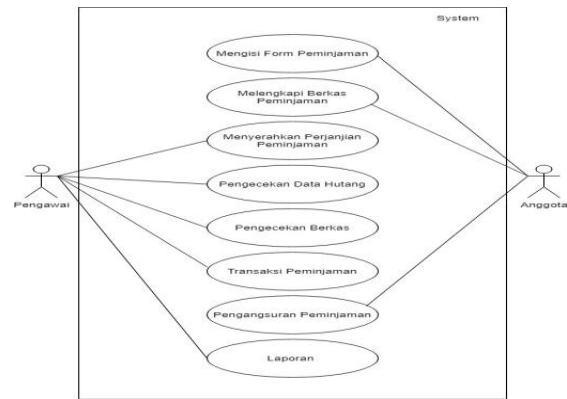 System
Mengisi Form Peminjaman
Melengkapi Berkas
Peminjaman
Menyerahkan Perjanjian
Peminjaman
Pengecekan Data Hutang
Pengawai
Anggota
Pengecekan Berkas
Transaksi Peminjaman
Pengangsuran Peminjaman
Laporan